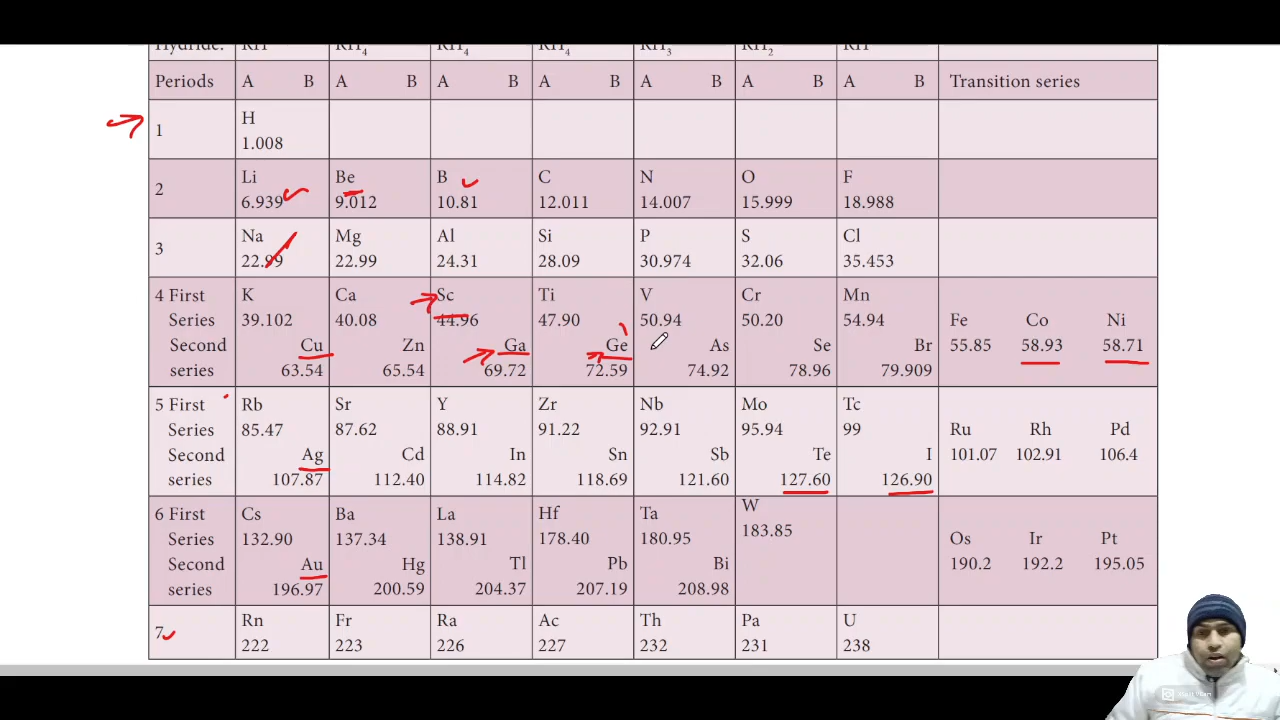 Hydride: RH RH4 RH4 RH4 RH3 RH2 RH
Periods A B A B A B A B A B A B A B Transition series
1 H
1.008
2 Li Be B C N O F
6.939 9.012 10.81 12.011 14.007 15.999 18.988
3 Na Mg Al Si P S Cl
22.99 22.99 24.31 28.09 30.974 32.06 35.453
4 First K Ca Sc Ti V Cr Mn
Series 39.102 40.08 44.96 47.90 50.94 50.20 54.94 Fe Co Ni
Second Cu Zn Ga Ge As Se Br 55.85 58.93 58.71
series 63.54 65.54 69.72 72.59 74.92 78.96 79.909
5 First Rb Sr Y Zr Nb Mo Tc
Series 85.47 87.62 88.91 91.22 92.91 95.94 99 Ru Rh Pd
Second Ag Cd In Sn Sb Te I 101.07 102.91 106.4
series 107.87 112.40 114.82 118.69 121.60 127.60 126.90
6 First Cs Ba La Hf Ta W
Series 132.90 137.34 138.91 178.40 180.95 183.85 Os Ir Pt
Second Au Hg Tl Pb Bi 190.2 192.2 195.05
series 196.97 200.59 204.37 207.19 208.98
7 Rn Fr Ra Ac Th Pa U
222 223 226 227 232 231 238